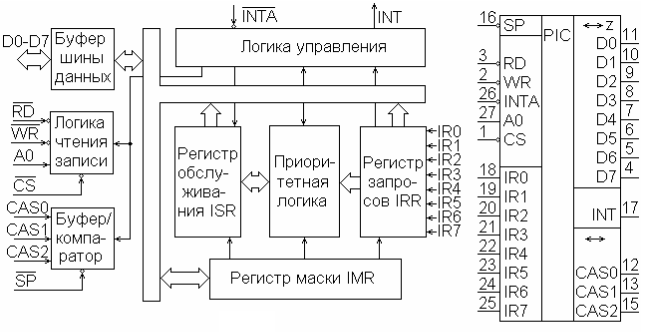 INTA
INT
D0-D7
Буфер
шины
данных
Логика управления
RD
WR
A0
CS
Логика
чтения
записи
CAS0
CAS1
CAS2
SP
Буфер/
компа-
ратор
Регистр
обслу-
жива-
ния ISR
Приори-
тетная
логика
Регистр
запро-
сов IRR
IR0
IR1
IR2
IR3
IR4
IR5
IR6
IR7
Регистр маски IMR
16 SP
3 RD
2 WR
26 INTA
27 A0
1 CS
18 IR0
19 IR1
20 IR2
21 IR3
22 IR4
23 IR5
24 IR6
25 IR7
PIC
z
D0 11
D1 10
D2 9
D3 8
D4 7
D5 6
D6 5
D7 4
INT 17
CAS0 12
CAS1 13
CAS2 15